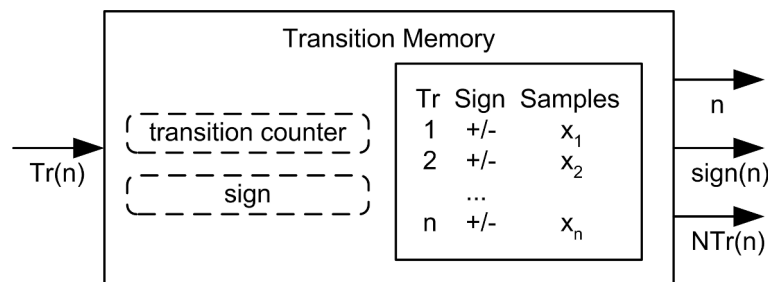 Transition Memory
Tr(n)
transition counter
sign
Tr Sign Samples
1 +/- x₁
2 +/- x₂
...
n +/- xₙ
n
sign(n)
NTr(n)